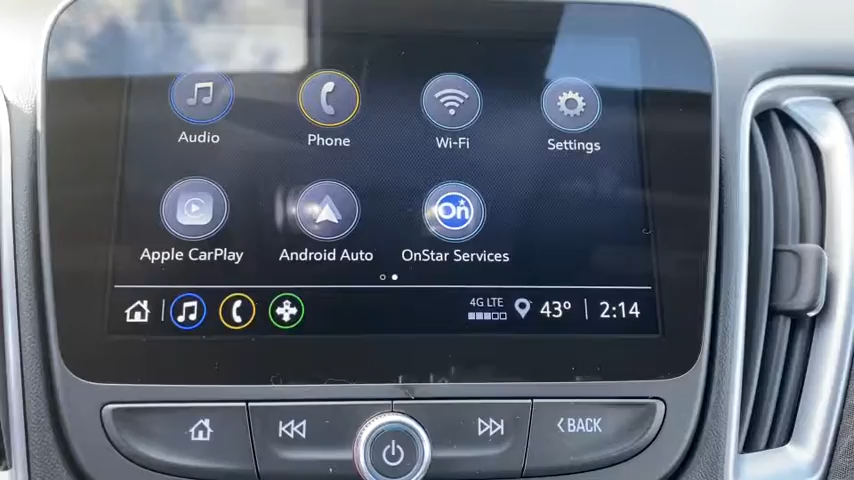 Audio
Phone
Wi-Fi
Settings
Apple CarPlay
Android Auto
On
OnStar Services
4G LTE
43°
2:14
< BACK